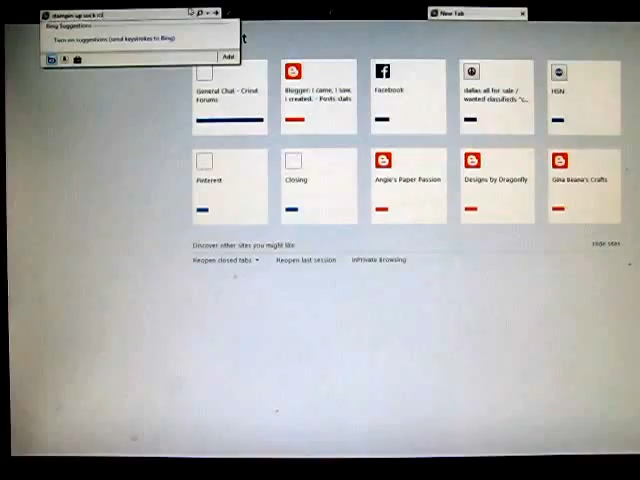 stampin up sock
New Tab
Bing Suggestions
Turn on suggestions (send keystrokes to Bing)
Add
t
General Chat - Cricut
Forums
Blogger: I came, I saw,
I created. - Posts stats
Facebook
dallas all for sale /
wanted classifieds "c...
HSN
Pinterest
Closing
Angie's Paper Passion
Designs by Dragonfly
Gina Beana's Crafts
Discover other sites you might like
Hide sites
Reopen closed tabs
Reopen last session
InPrivate Browsing